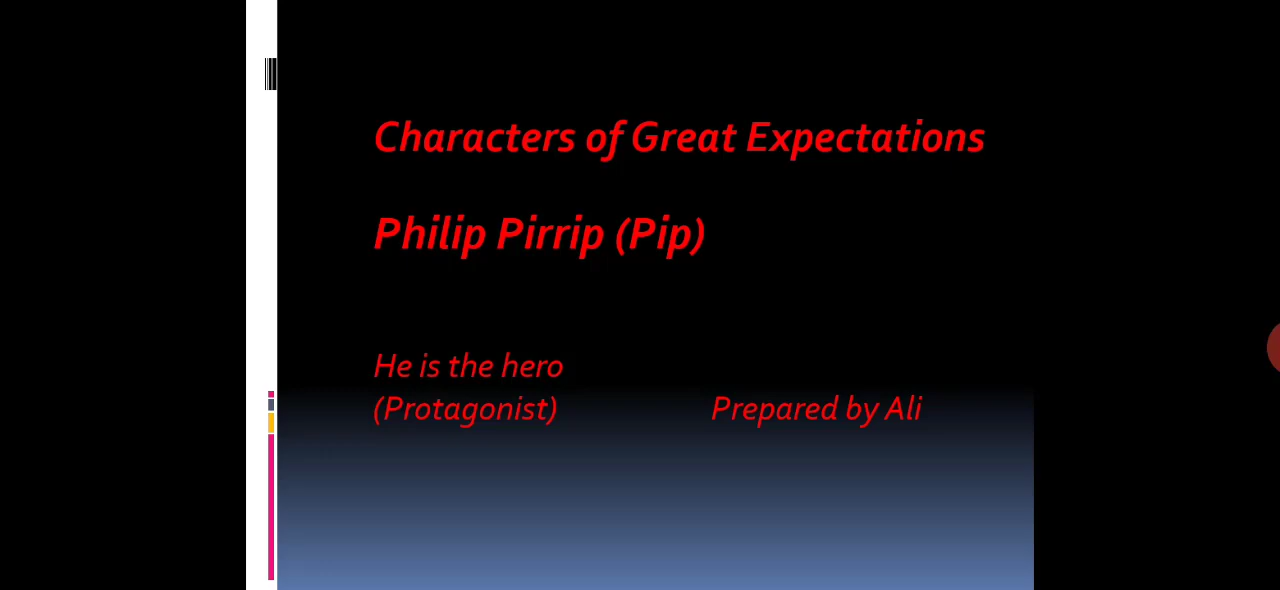 Characters of Great Expectations
Philip Pirrip (Pip)
He is the hero
(Protagonist) Prepared by Ali